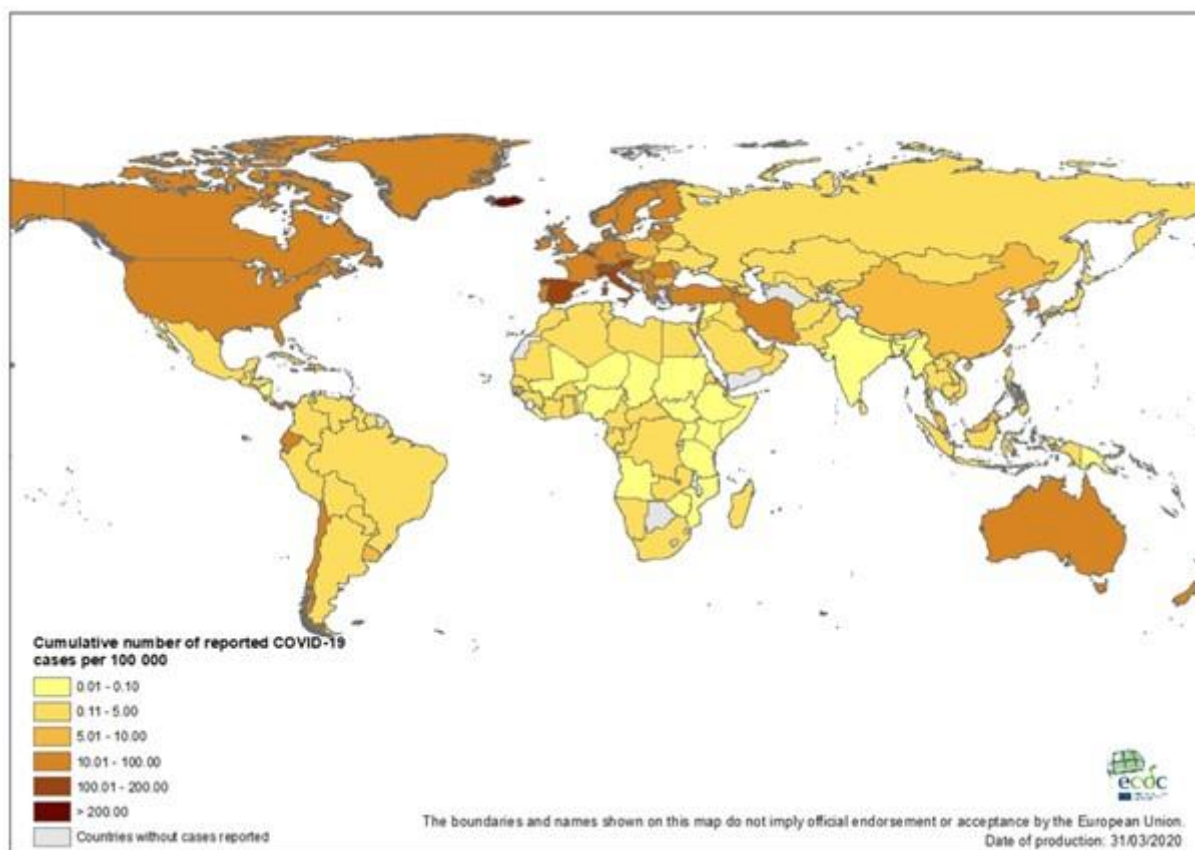 Cumulative number of reported COVID-19
cases per 100 000
0.01 - 0.10
0.11 - 5.00
5.01 - 10.00
10.01 - 100.00
100.01 - 200.00
> 200.00
Countries without cases reported
ecdc
The boundaries and names shown on this map do not imply official endorsement or acceptance by the European Union.
Date of production: 31/03/2020